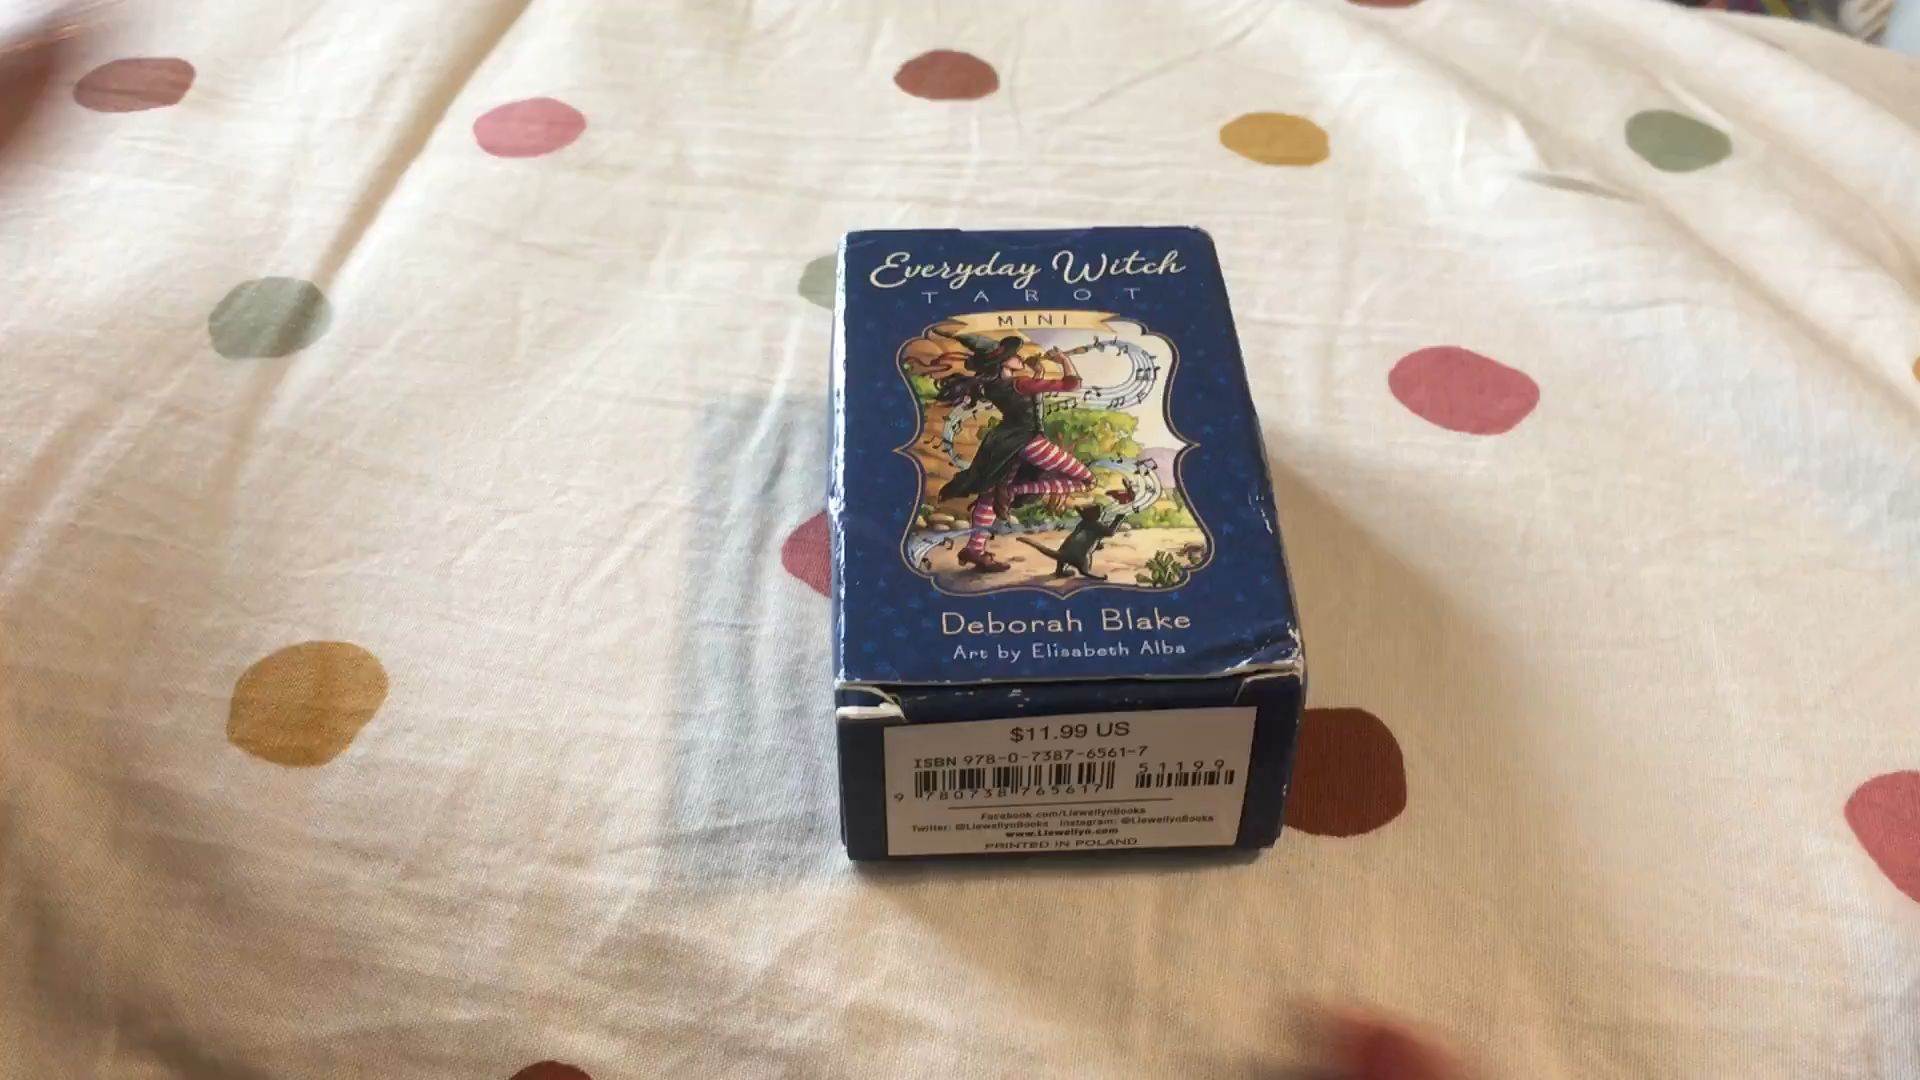 Everyday Witch
TAROT
MINI
Deborah Blake
Art by Elisabeth Alba
$11.99 US
ISBN 978-0-7387-6561-7
51199
9 780738 765617
Facebook.com/LlewellynBooks
Twitter: @LlewellynBooks Instagram: @LlewellynBooks
www.Llewellyn.com
PRINTED IN POLAND